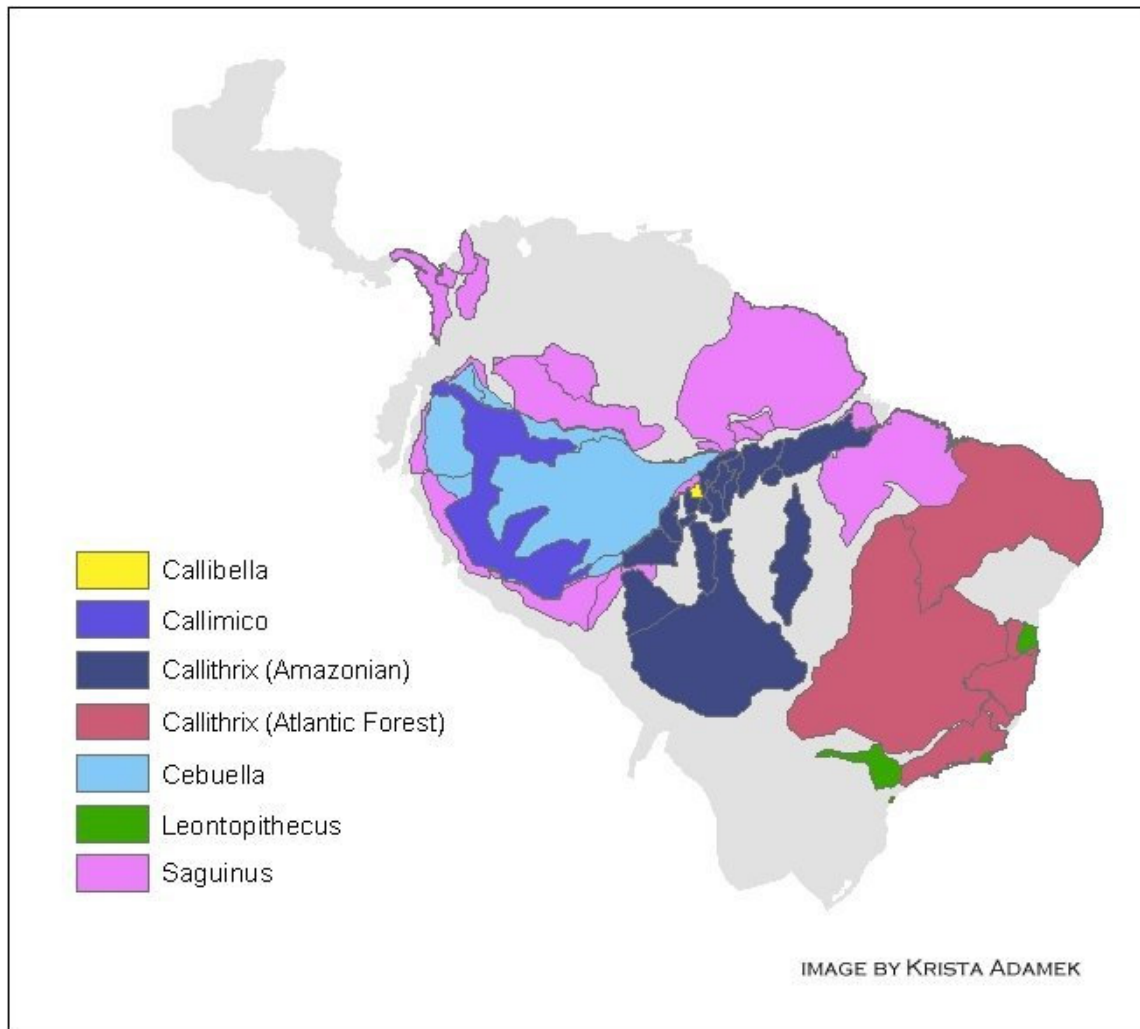 Callibella
Callimico
Callithrix (Amazonian)
Callithrix (Atlantic Forest)
Cebuella
Leontopithecus
Saguinus
IMAGE BY KRISTA ADAMEK